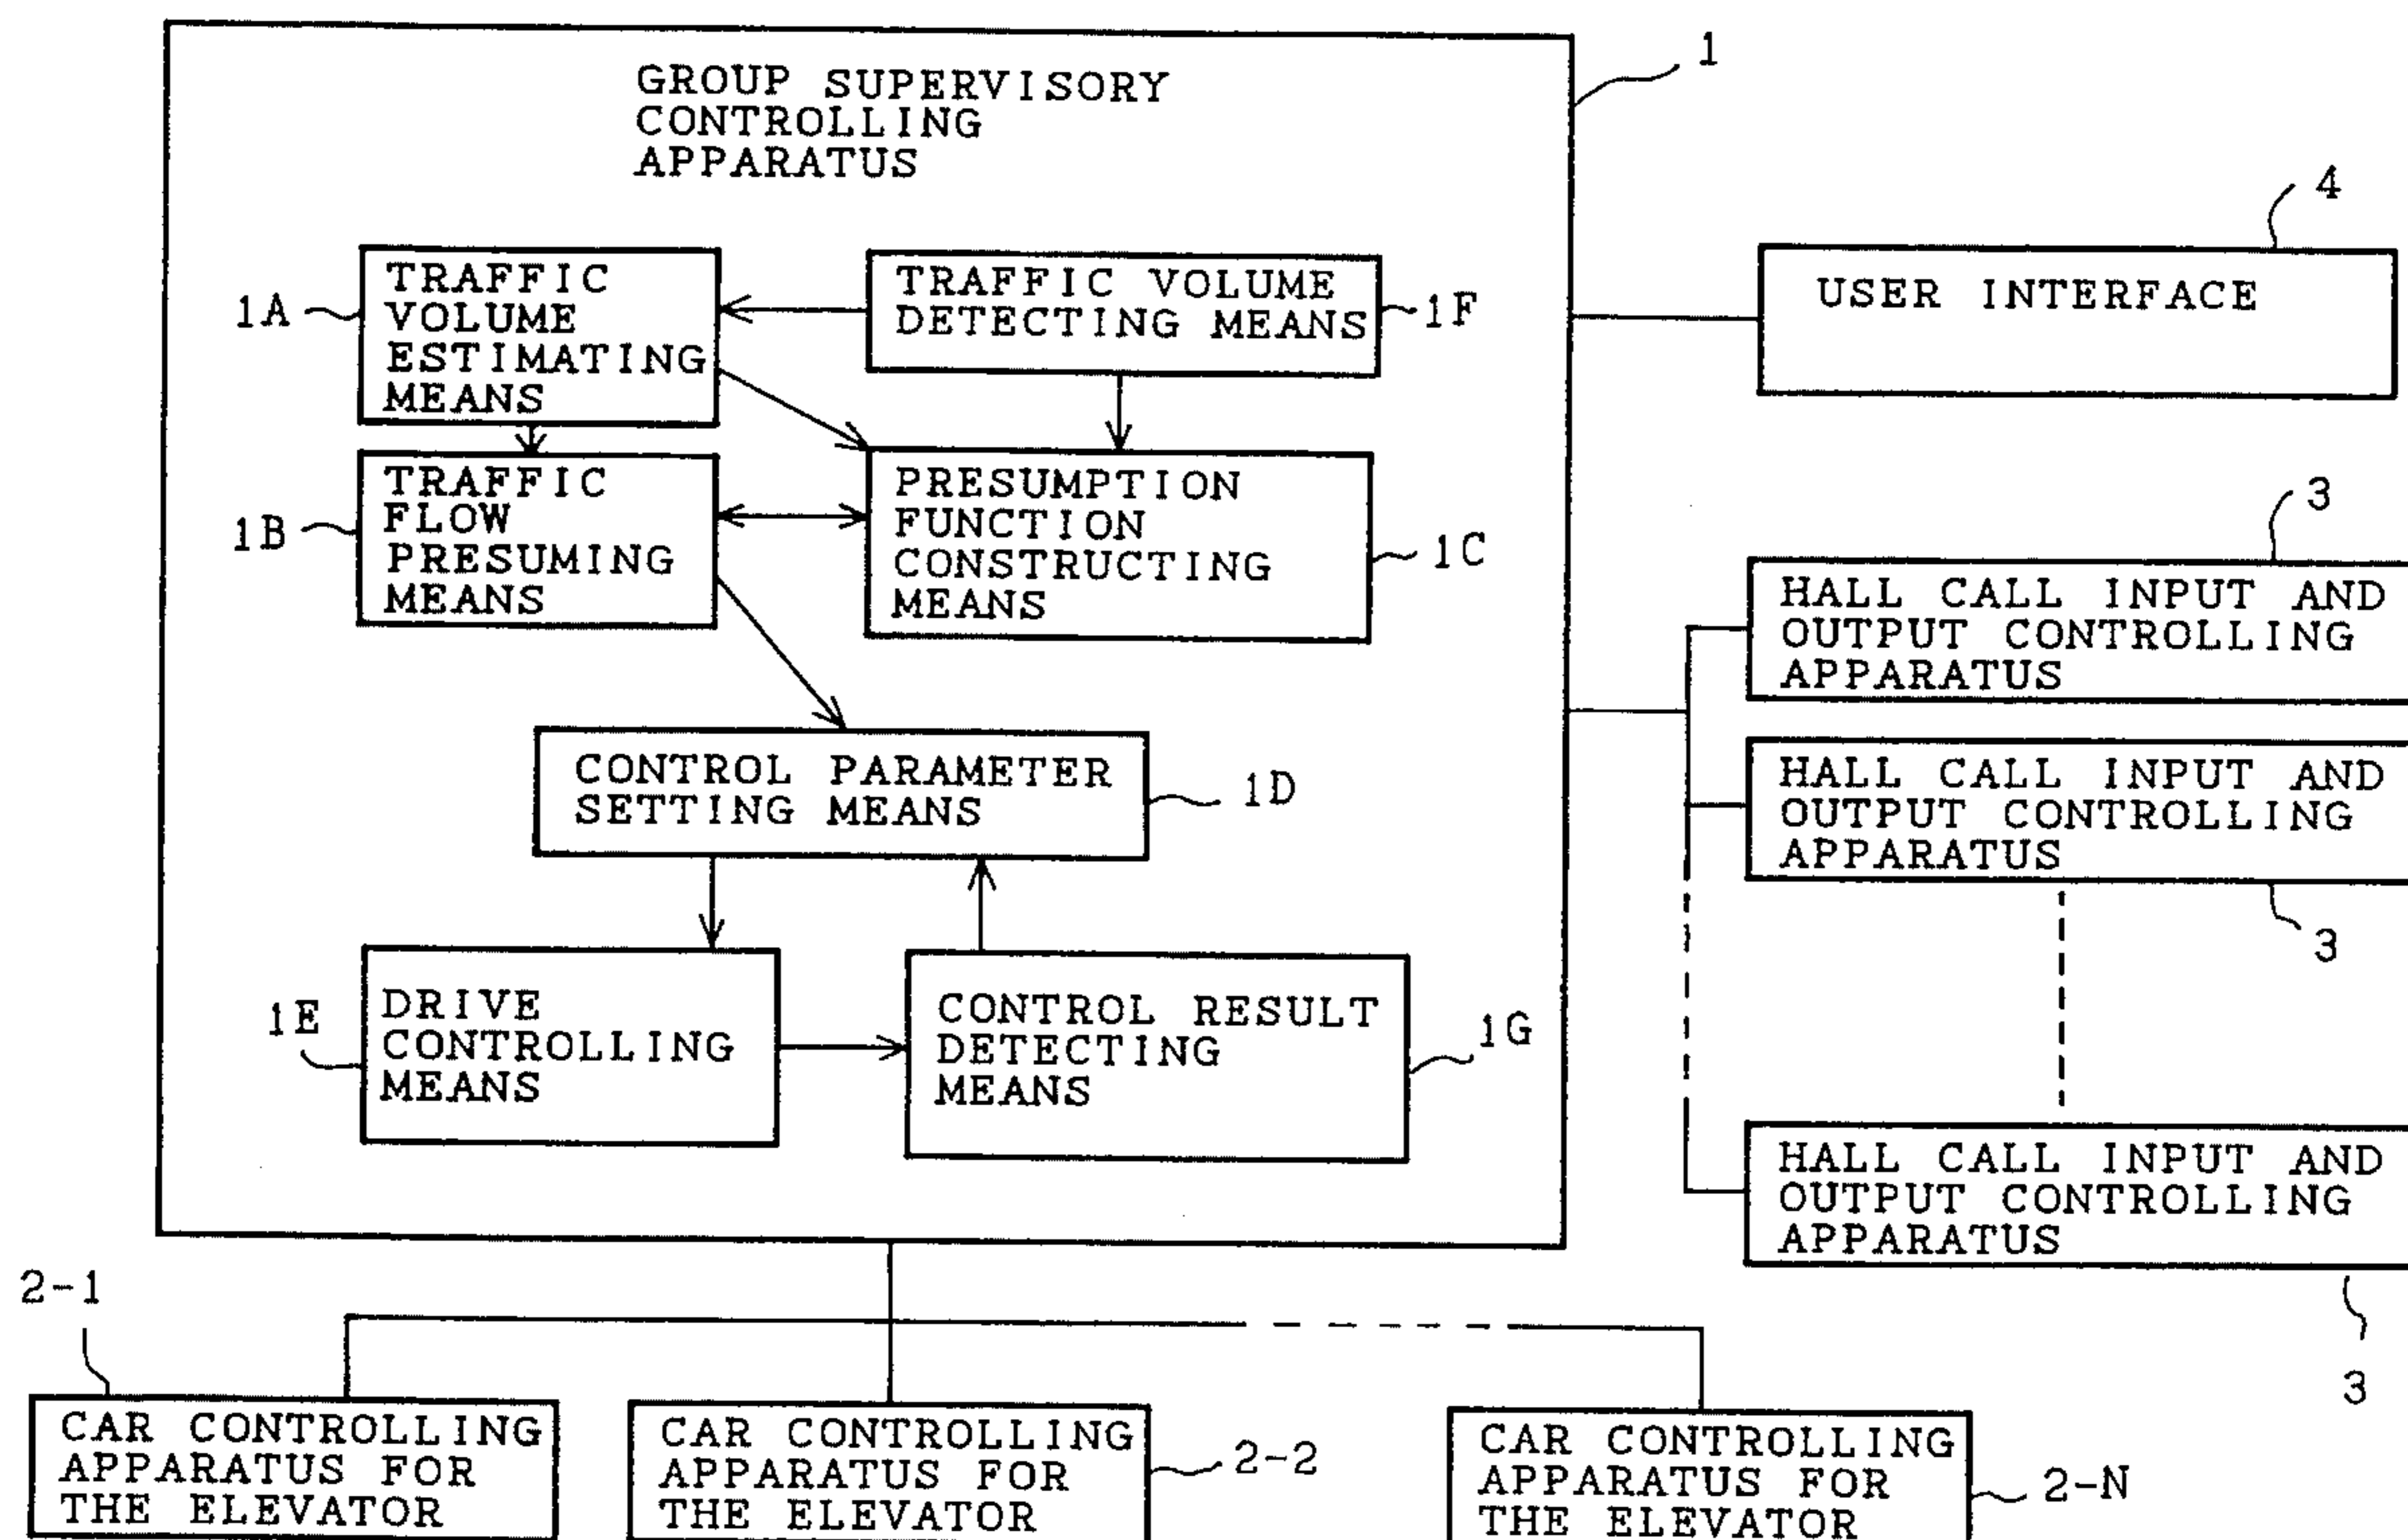 GROUP SUPERVISORY
CONTROLLING
APPARATUS
1
4
1A
TRAFFIC
VOLUME
ESTIMATING
MEANS
TRAFFIC VOLUME
DETECTING MEANS
1F
USER INTERFACE
1B
TRAFFIC
FLOW
PRESUMING
MEANS
PRESUMPTION
FUNCTION
CONSTRUCTING
MEANS
1C
3
HALL CALL INPUT AND
OUTPUT CONTROLLING
APPARATUS
CONTROL PARAMETER
SETTING MEANS
1D
HALL CALL INPUT AND
OUTPUT CONTROLLING
APPARATUS
3
1E
DRIVE
CONTROLLING
MEANS
CONTROL RESULT
DETECTING
MEANS
1G
HALL CALL INPUT AND
OUTPUT CONTROLLING
APPARATUS
3
2-1
CAR CONTROLLING
APPARATUS FOR
THE ELEVATOR
CAR CONTROLLING
APPARATUS FOR
THE ELEVATOR
2-2
CAR CONTROLLING
APPARATUS FOR
THE ELEVATOR
2-N